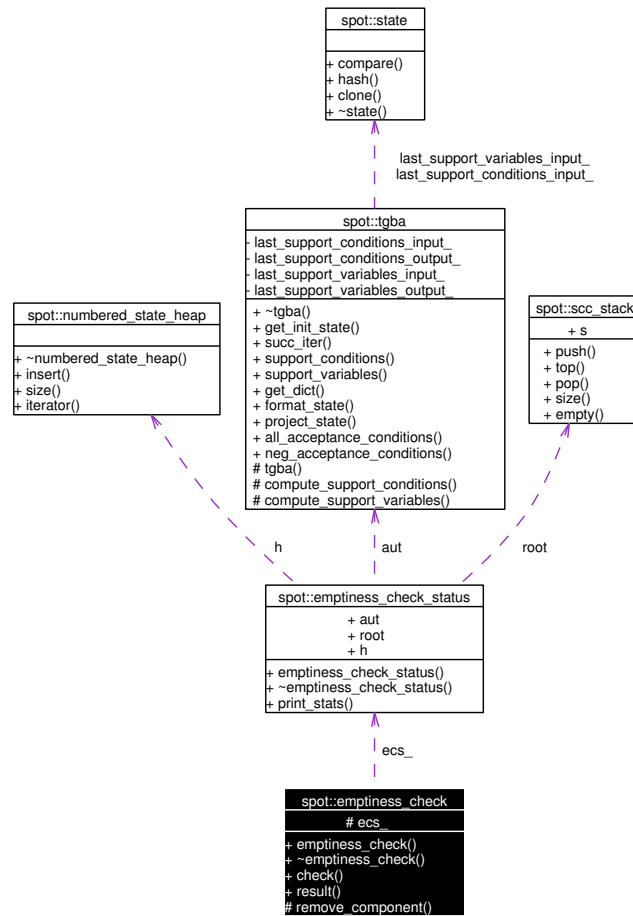 spot::state
+ compare()
+ hash()
+ clone()
+ ~state()
last_support_variables_input_
last_support_conditions_input_
spot::tgba
- last_support_conditions_input_
- last_support_conditions_output_
- last_support_variables_input_
- last_support_variables_output_
+ ~tgba()
+ get_init_state()
+ succ_iter()
+ support_conditions()
+ support_variables()
+ get_dict()
+ format_state()
+ project_state()
+ all_acceptance_conditions()
+ neg_acceptance_conditions()
# tgba()
# compute_support_conditions()
# compute_support_variables()
spot::numbered_state_heap
+ ~numbered_state_heap()
+ insert()
+ size()
+ iterator()
spot::scc_stack
+ s
+ push()
+ top()
+ pop()
+ size()
+ empty()
h
aut
root
spot::emptiness_check_status
+ aut
+ root
+ h
+ emptiness_check_status()
+ ~emptiness_check_status()
+ print_stats()
ecs_
spot::emptiness_check
# ecs_
+ emptiness_check()
+ ~emptiness_check()
+ check()
+ result()
# remove_component()